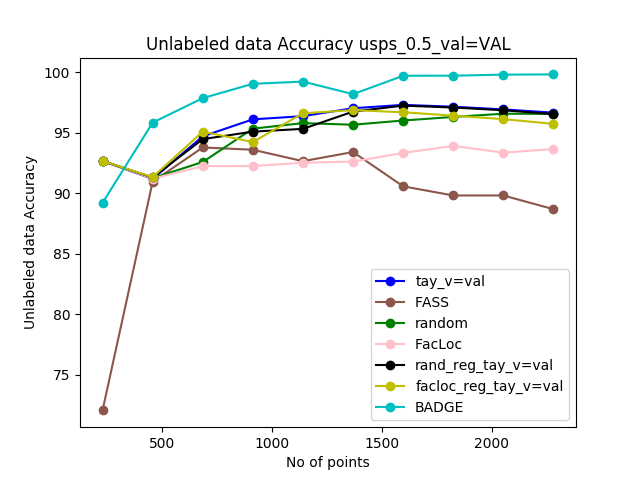 Unlabeled data Accuracy usps_0.5_val=VAL
Unlabeled data Accuracy
100
95
90
85
80
75
500
1000
1500
2000
No of points
tay_v=val
FASS
random
FacLoc
rand_reg_tay_v=val
facloc_reg_tay_v=val
BADGE